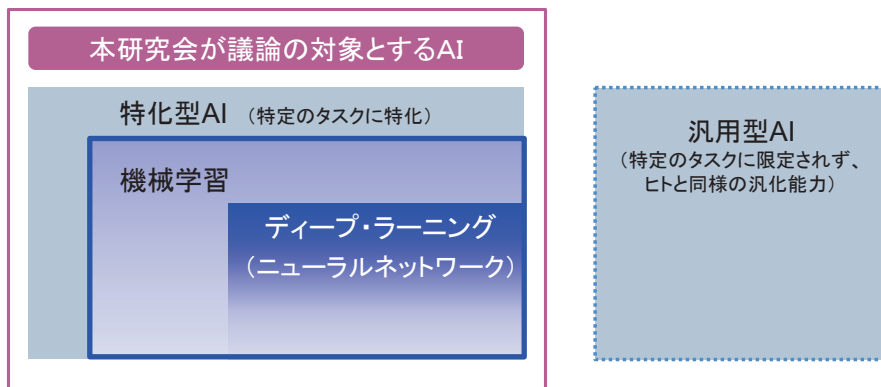 本研究会が議論の対象とするAI
特化型AI （特定のタスクに特化）
機械学習
ディープ・ラーニング
（ニューラルネットワーク）
汎用型AI
（特定のタスクに限定されず、
ヒトと同様の汎化能力）